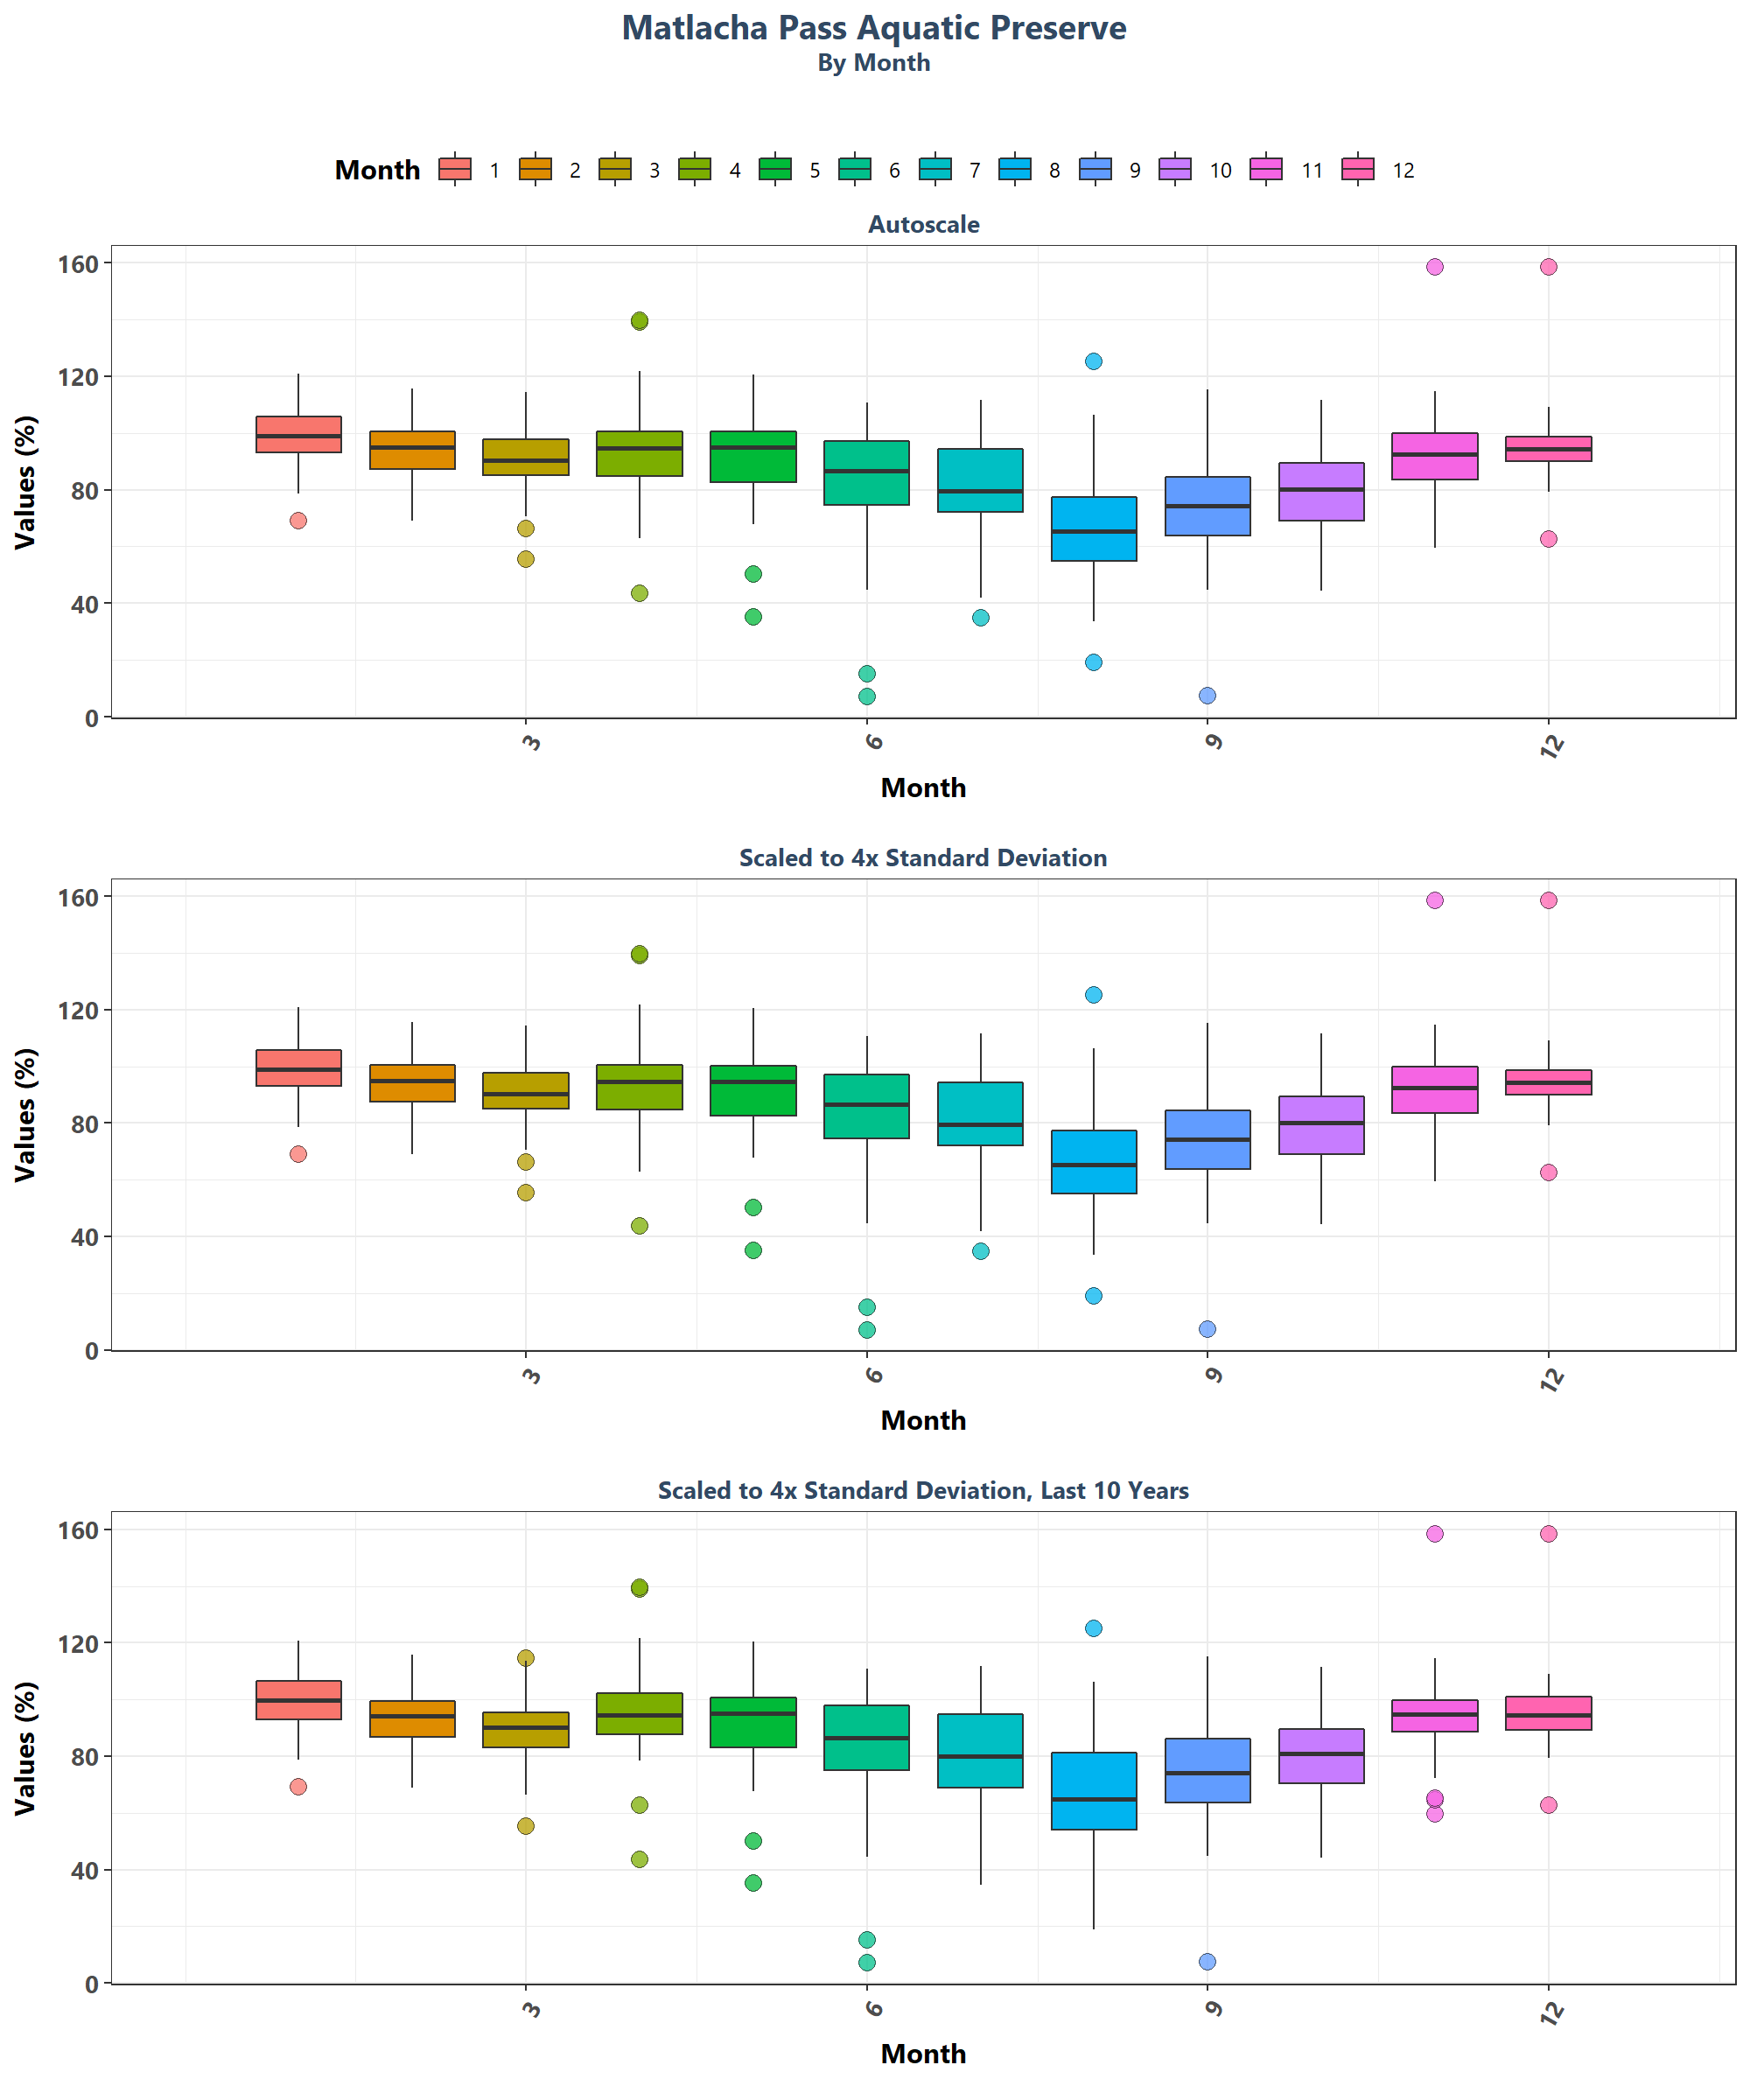 Matlacha Pass Aquatic Preserve
By Month
Month 1 2 3 4 5 6 7 8 9 10 11 12
Autoscale
Values (%)
160
120
80
40
0
3 6 9 12
Month
Scaled to 4x Standard Deviation
Values (%)
160
120
80
40
0
3 6 9 12
Month
Scaled to 4x Standard Deviation, Last 10 Years
Values (%)
160
120
80
40
0
3 6 9 12
Month